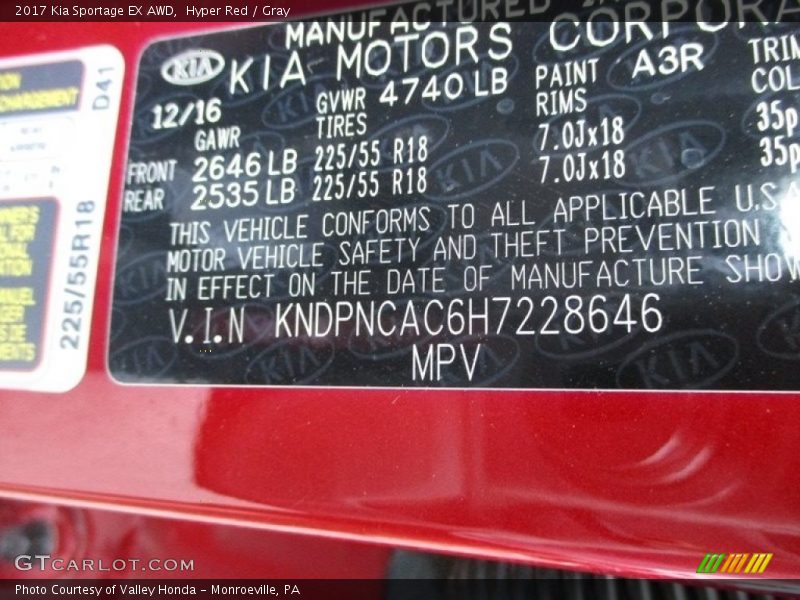 2017 Kia Sportage EX AWD,  Hyper Red / Gray
MANUFACTURED
KIA KIA MOTORS CORPORA
12/16 GVWR 4740 LB PAINT A3R TRIM
GAWR TIRES RIMS COL
FRONT 2646 LB 225/55 R18 7.0Jx18 35p
REAR 2535 LB 225/55 R18 7.0Jx18 35p
THIS VEHICLE CONFORMS TO ALL APPLICABLE U.S.A
MOTOR VEHICLE SAFETY AND THEFT PREVENTION
IN EFFECT ON THE DATE OF MANUFACTURE SHOW
V.I.N KNDPNCAC6H7228646
MPV
D41
225/55R18
GTCARLOT.COM
Photo Courtesy of Valley Honda – Monroeville, PA